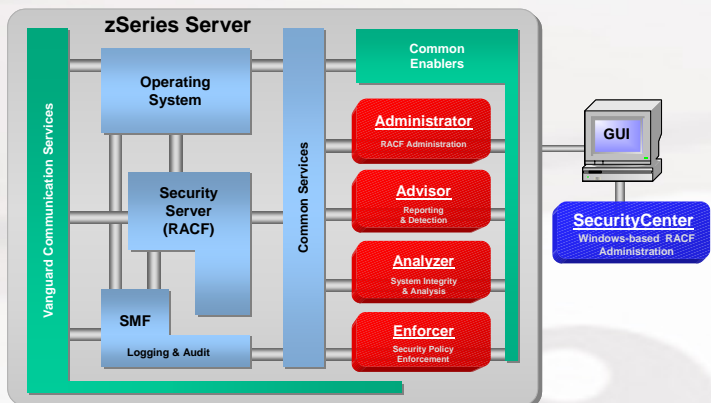 zSeries Server
Vanguard Communication Services
Operating
System
Security
Server
(RACF)
SMF
Logging & Audit
Common Services
Common
Enablers
Administrator
RACF Administration
Advisor
Reporting
& Detection
Analyzer
System Integrity
& Analysis
Enforcer
Security Policy
Enforcement
GUI
SecurityCenter
Windows-based RACF
Administration